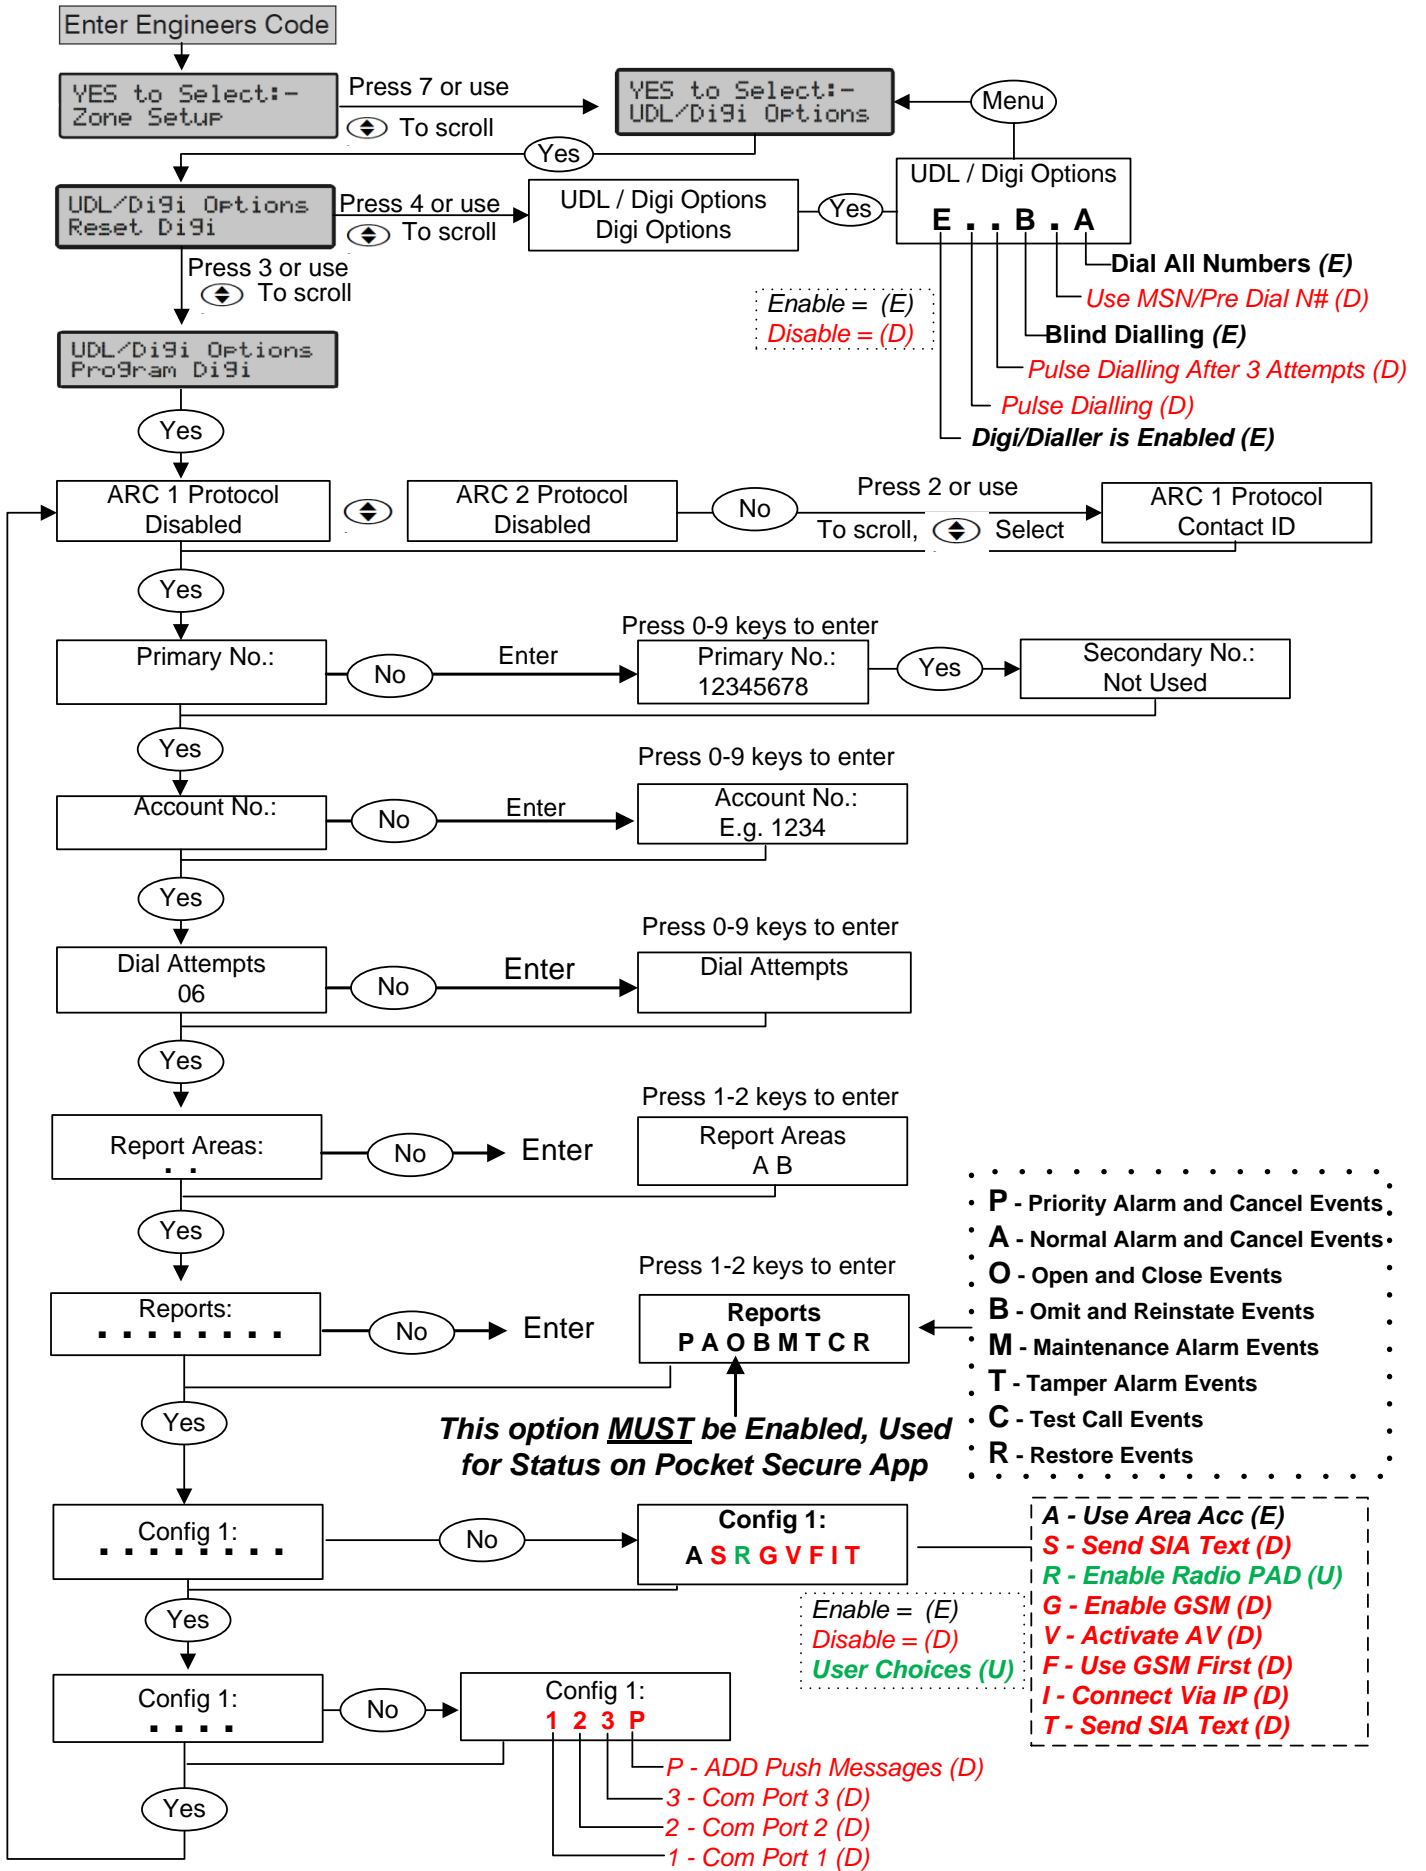 Enter Engineers Code
YES to Select:-
Zone Setup
Press 7 or use
To scroll
YES to Select:-
UDL/Digi Options
Menu
Yes
UDL/Digi Options
Reset Digi
Press 4 or use
To scroll
UDL / Digi Options
Digi Options
Yes
UDL / Digi Options
E . . B . A
Dial All Numbers (E)
Use MSN/Pre Dial N# (D)
Blind Dialling (E)
Pulse Dialling After 3 Attempts (D)
Pulse Dialling (D)
Digi/Dialler is Enabled (E)
Enable = (E)
Disable = (D)
Press 3 or use
To scroll
UDL/Digi Options
Program Digi
Yes
ARC 1 Protocol
Disabled
ARC 2 Protocol
Disabled
No
Press 2 or use
To scroll, Select
ARC 1 Protocol
Contact ID
Yes
Primary No.:
No
Enter
Press 0-9 keys to enter
Primary No.:
12345678
Yes
Secondary No.:
Not Used
Yes
Account No.:
No
Enter
Press 0-9 keys to enter
Account No.:
E.g. 1234
Yes
Dial Attempts
06
No
Enter
Press 0-9 keys to enter
Dial Attempts
Yes
Report Areas:
. .
No
Enter
Press 1-2 keys to enter
Report Areas
A B
Yes
Reports:
. . . . . . . .
No
Enter
Press 1-2 keys to enter
Reports
P A O B M T C R
P - Priority Alarm and Cancel Events
A - Normal Alarm and Cancel Events
O - Open and Close Events
B - Omit and Reinstate Events
M - Maintenance Alarm Events
T - Tamper Alarm Events
C - Test Call Events
R - Restore Events
Yes
This option MUST be Enabled, Used
for Status on Pocket Secure App
Config 1:
. . . . . . . .
No
Config 1:
A S R G V F I T
A - Use Area Acc (E)
S - Send SIA Text (D)
R - Enable Radio PAD (U)
G - Enable GSM (D)
V - Activate AV (D)
F - Use GSM First (D)
I - Connect Via IP (D)
T - Send SIA Text (D)
Enable = (E)
Disable = (D)
User Choices (U)
Yes
Config 1:
. . . .
No
Config 1:
1 2 3 P
P - ADD Push Messages (D)
3 - Com Port 3 (D)
2 - Com Port 2 (D)
1 - Com Port 1 (D)
Yes